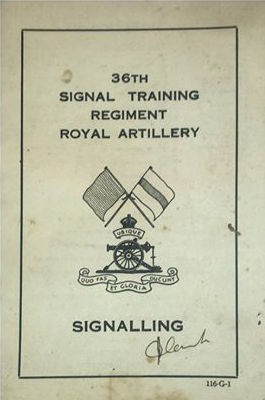 36TH
SIGNAL TRAINING
REGIMENT
ROYAL ARTILLERY
UBIQUE
QUO FAS ET GLORIA DUCUNT
SIGNALLING
116-G-1